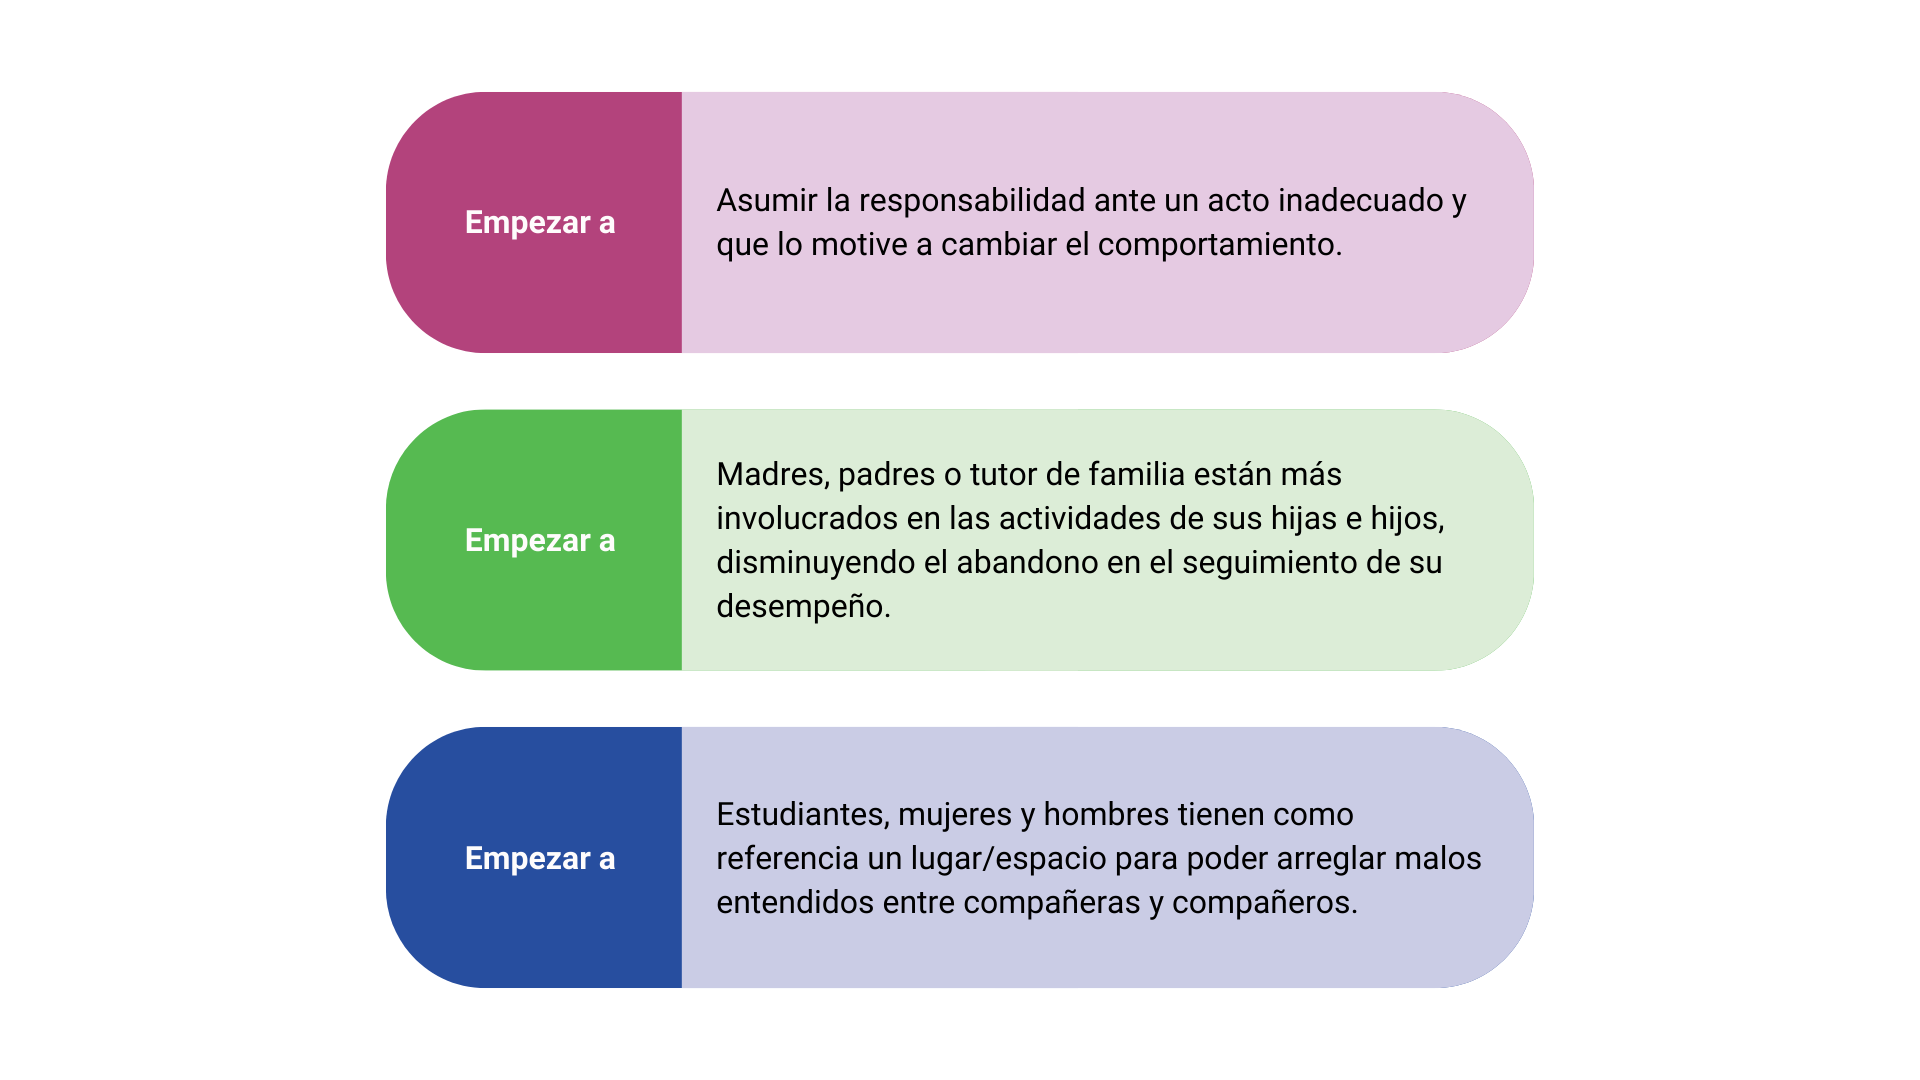 Empezar a
Asumir la responsabilidad ante un acto inadecuado y
que lo motive a cambiar el comportamiento.
Empezar a
Madres, padres o tutor de familia están más
involucrados en las actividades de sus hijas e hijos,
disminuyendo el abandono en el seguimiento de su
desempeño.
Empezar a
Estudiantes, mujeres y hombres tienen como
referencia un lugar/espacio para poder arreglar malos
entendidos entre compañeras y compañeros.